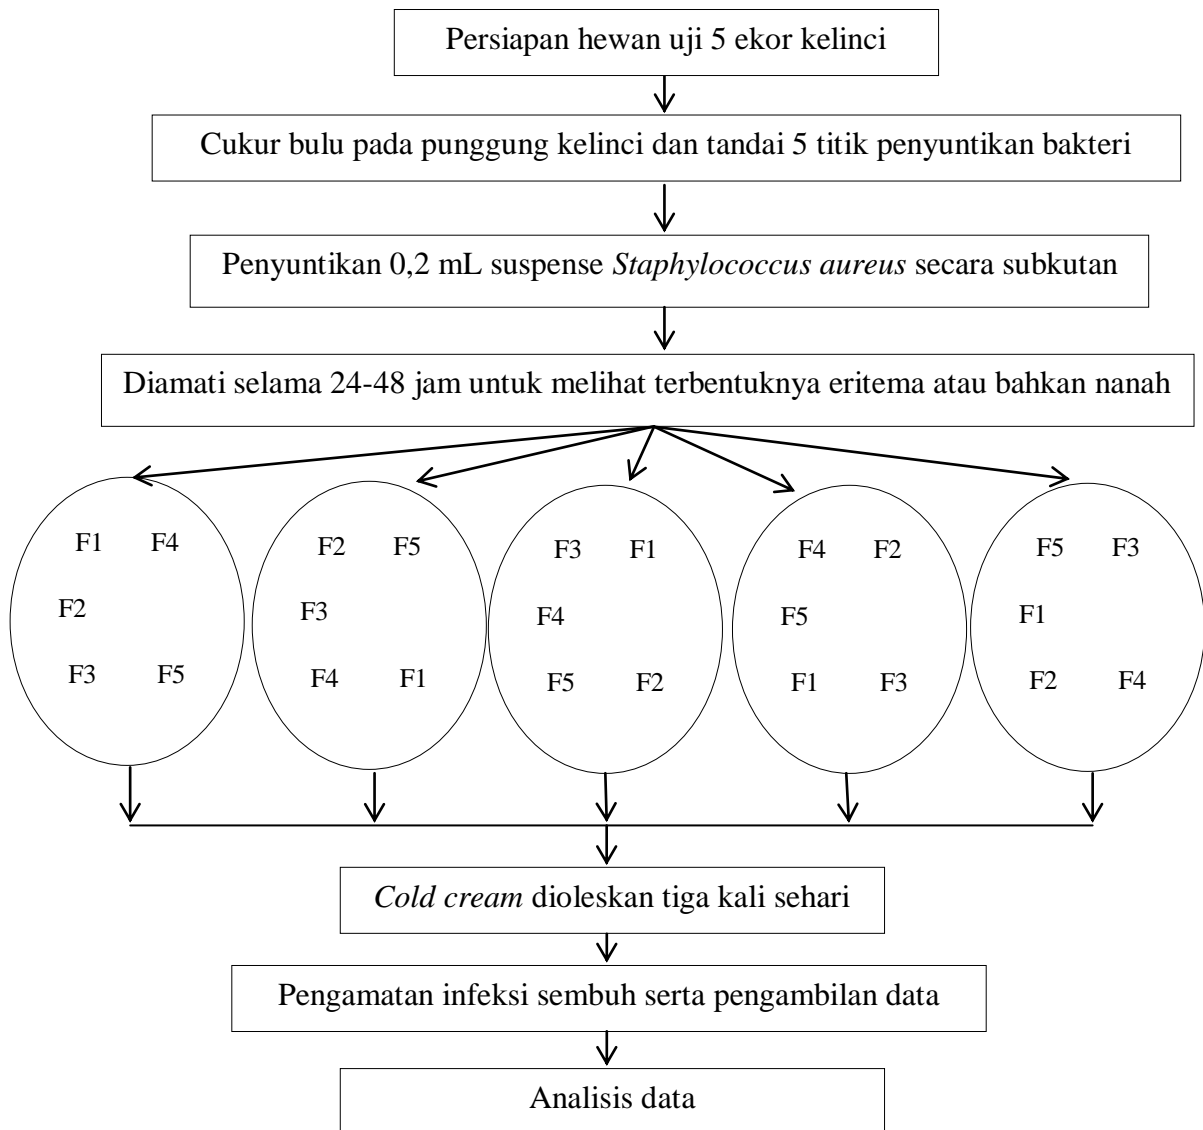 Persiapan hewan uji 5 ekor kelinci
Cukur bulu pada punggung kelinci dan tandai 5 titik penyuntikan bakteri
Penyuntikan 0,2 mL suspense Staphylococcus aureus secara subkutan
Diamati selama 24-48 jam untuk melihat terbentuknya eritema atau bahkan nanah
F1 F4
F2
F3 F5
F2 F5
F3
F4 F1
F3 F1
F4
F5 F2
F4 F2
F5
F1 F3
F5 F3
F1
F2 F4
Cold cream dioleskan tiga kali sehari
Pengamatan infeksi sembuh serta pengambilan data
Analisis data